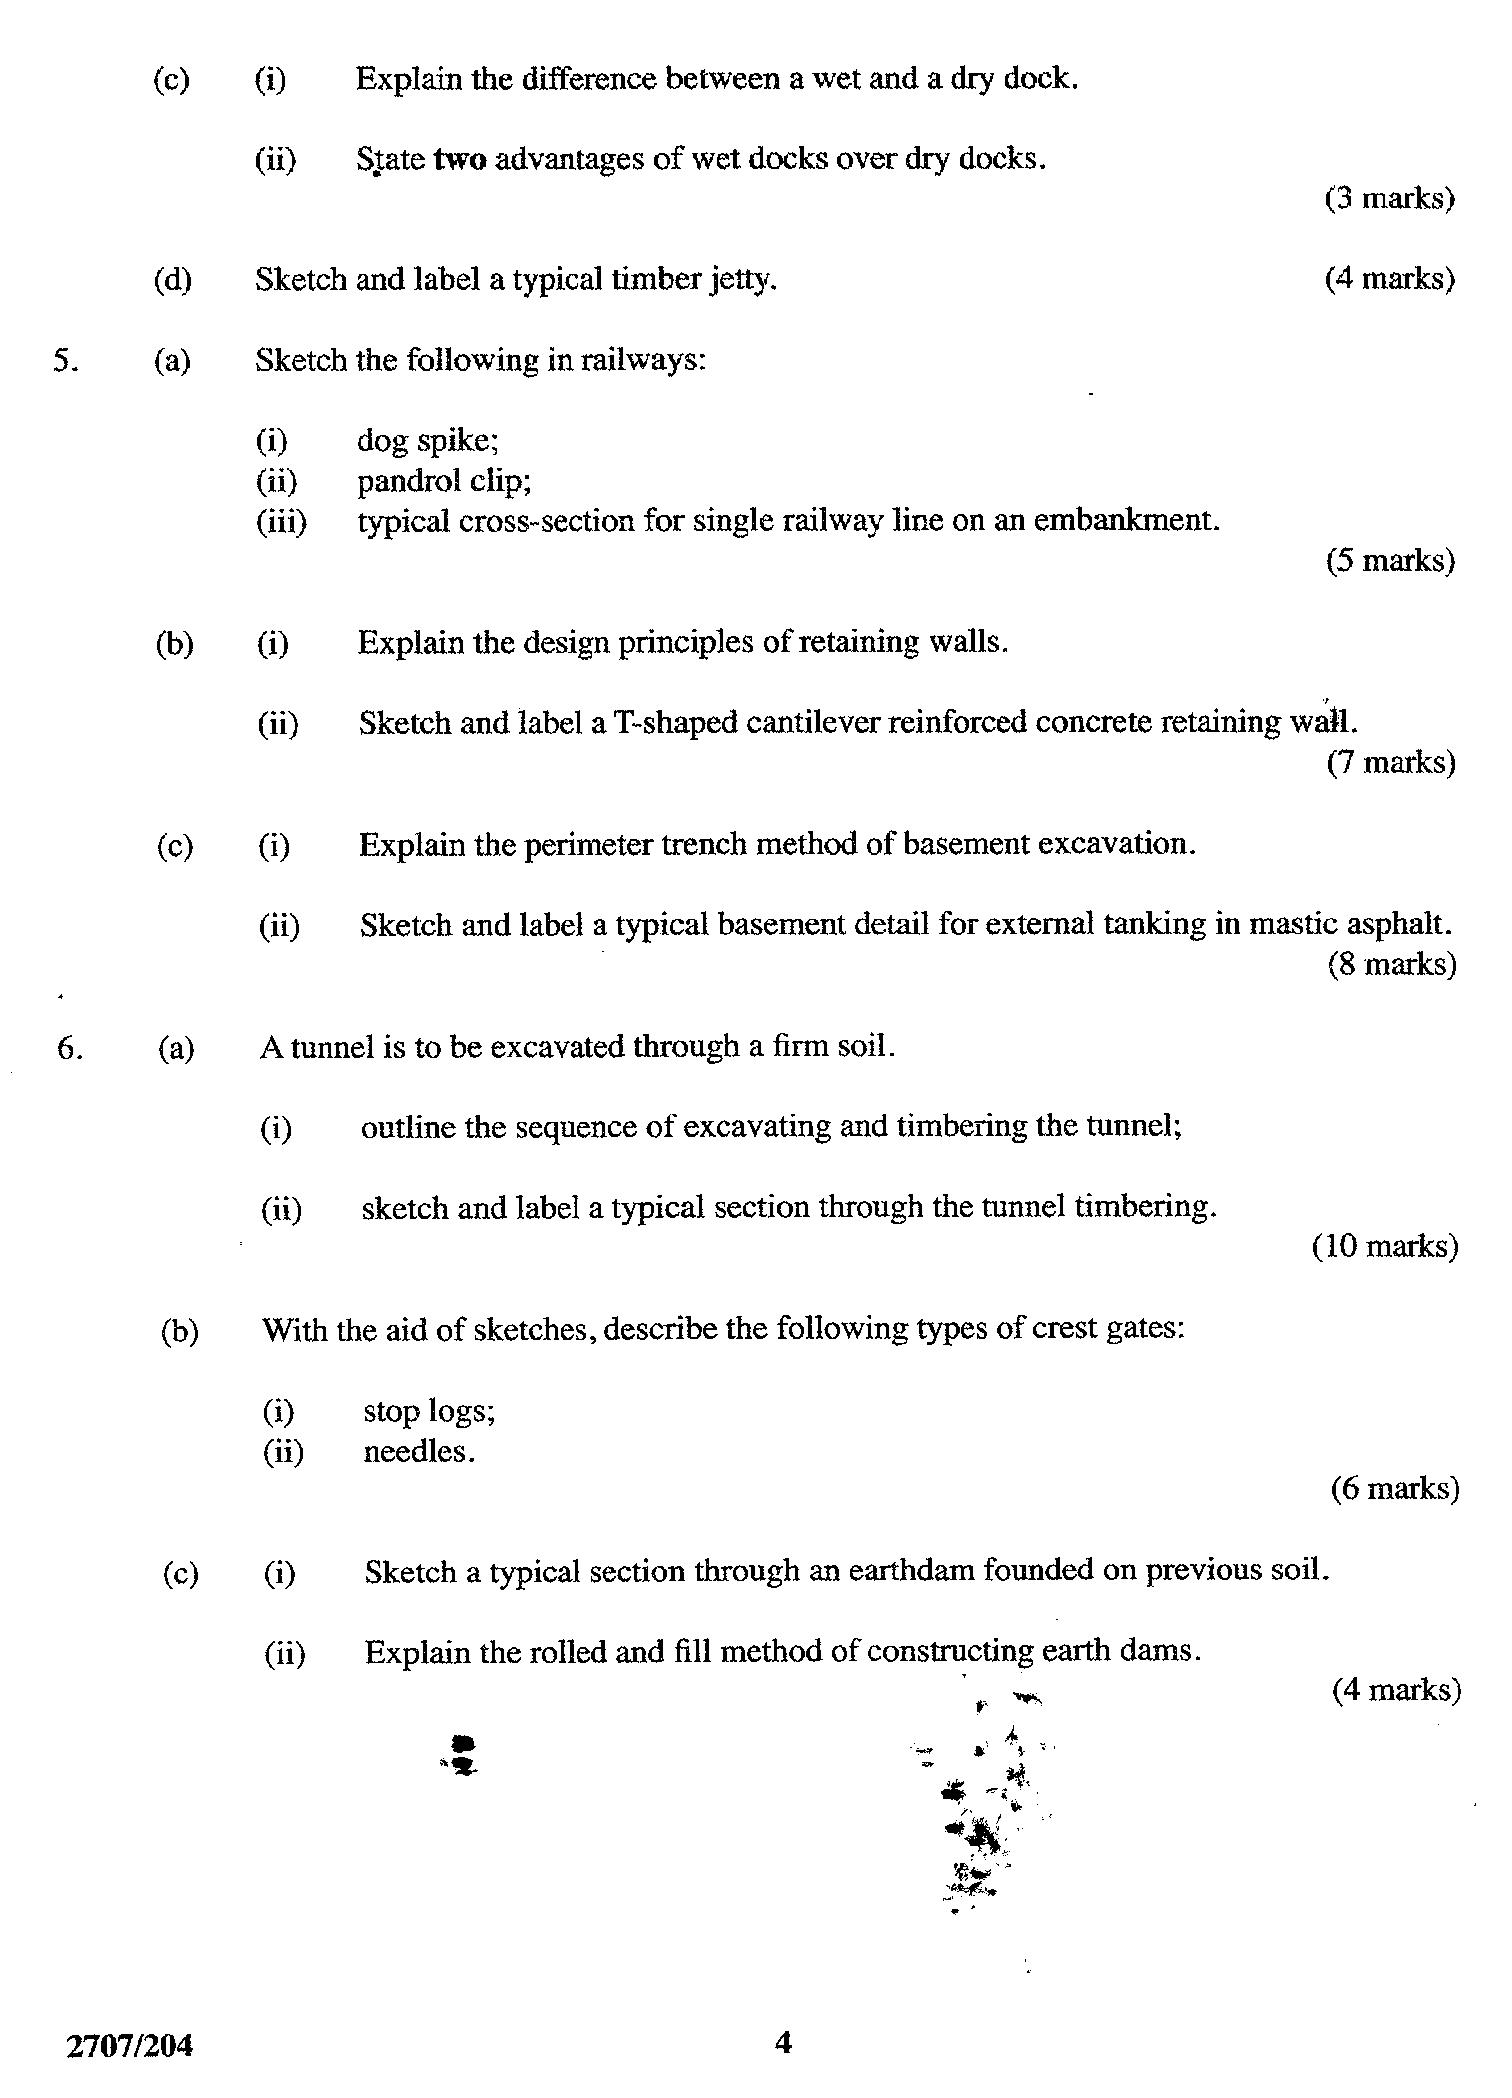 (c) (i) Explain the difference between a wet and a dry dock.
(ii) State two advantages of wet docks over dry docks.
(3 marks)
(d) Sketch and label a typical timber jetty. (4 marks)
5. (a) Sketch the following in railways:
(i) dog spike;
(ii) pandrol clip;
(iii) typical cross-section for single railway line on an embankment.
(5 marks)
(b) (i) Explain the design principles of retaining walls.
(ii) Sketch and label a T-shaped cantilever reinforced concrete retaining wall.
(7 marks)
(c) (i) Explain the perimeter trench method of basement excavation.
(ii) Sketch and label a typical basement detail for external tanking in mastic asphalt.
(8 marks)
6. (a) A tunnel is to be excavated through a firm soil.
(i) outline the sequence of excavating and timbering the tunnel;
(ii) sketch and label a typical section through the tunnel timbering.
(10 marks)
(b) With the aid of sketches, describe the following types of crest gates:
(i) stop logs;
(ii) needles.
(6 marks)
(c) (i) Sketch a typical section through an earthdam founded on previous soil.
(ii) Explain the rolled and fill method of constructing earth dams.
(4 marks)
2707/204 4